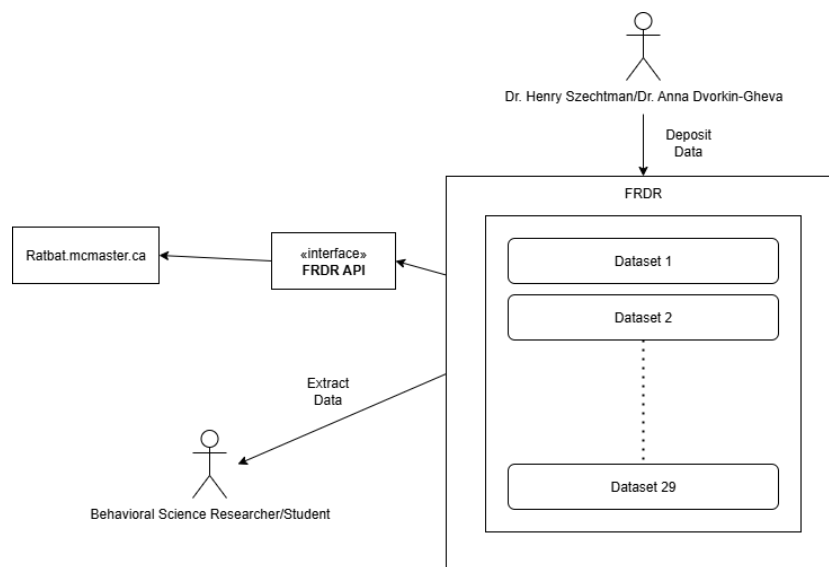 Dr. Henry Szechtman/Dr. Anna Dvorkin-Gheva
Deposit
Data
FRDR
Dataset 1
Dataset 2
Dataset 29
«interface»
FRDR API
Ratbat.mcmaster.ca
Extract
Data
Behavioral Science Researcher/Student